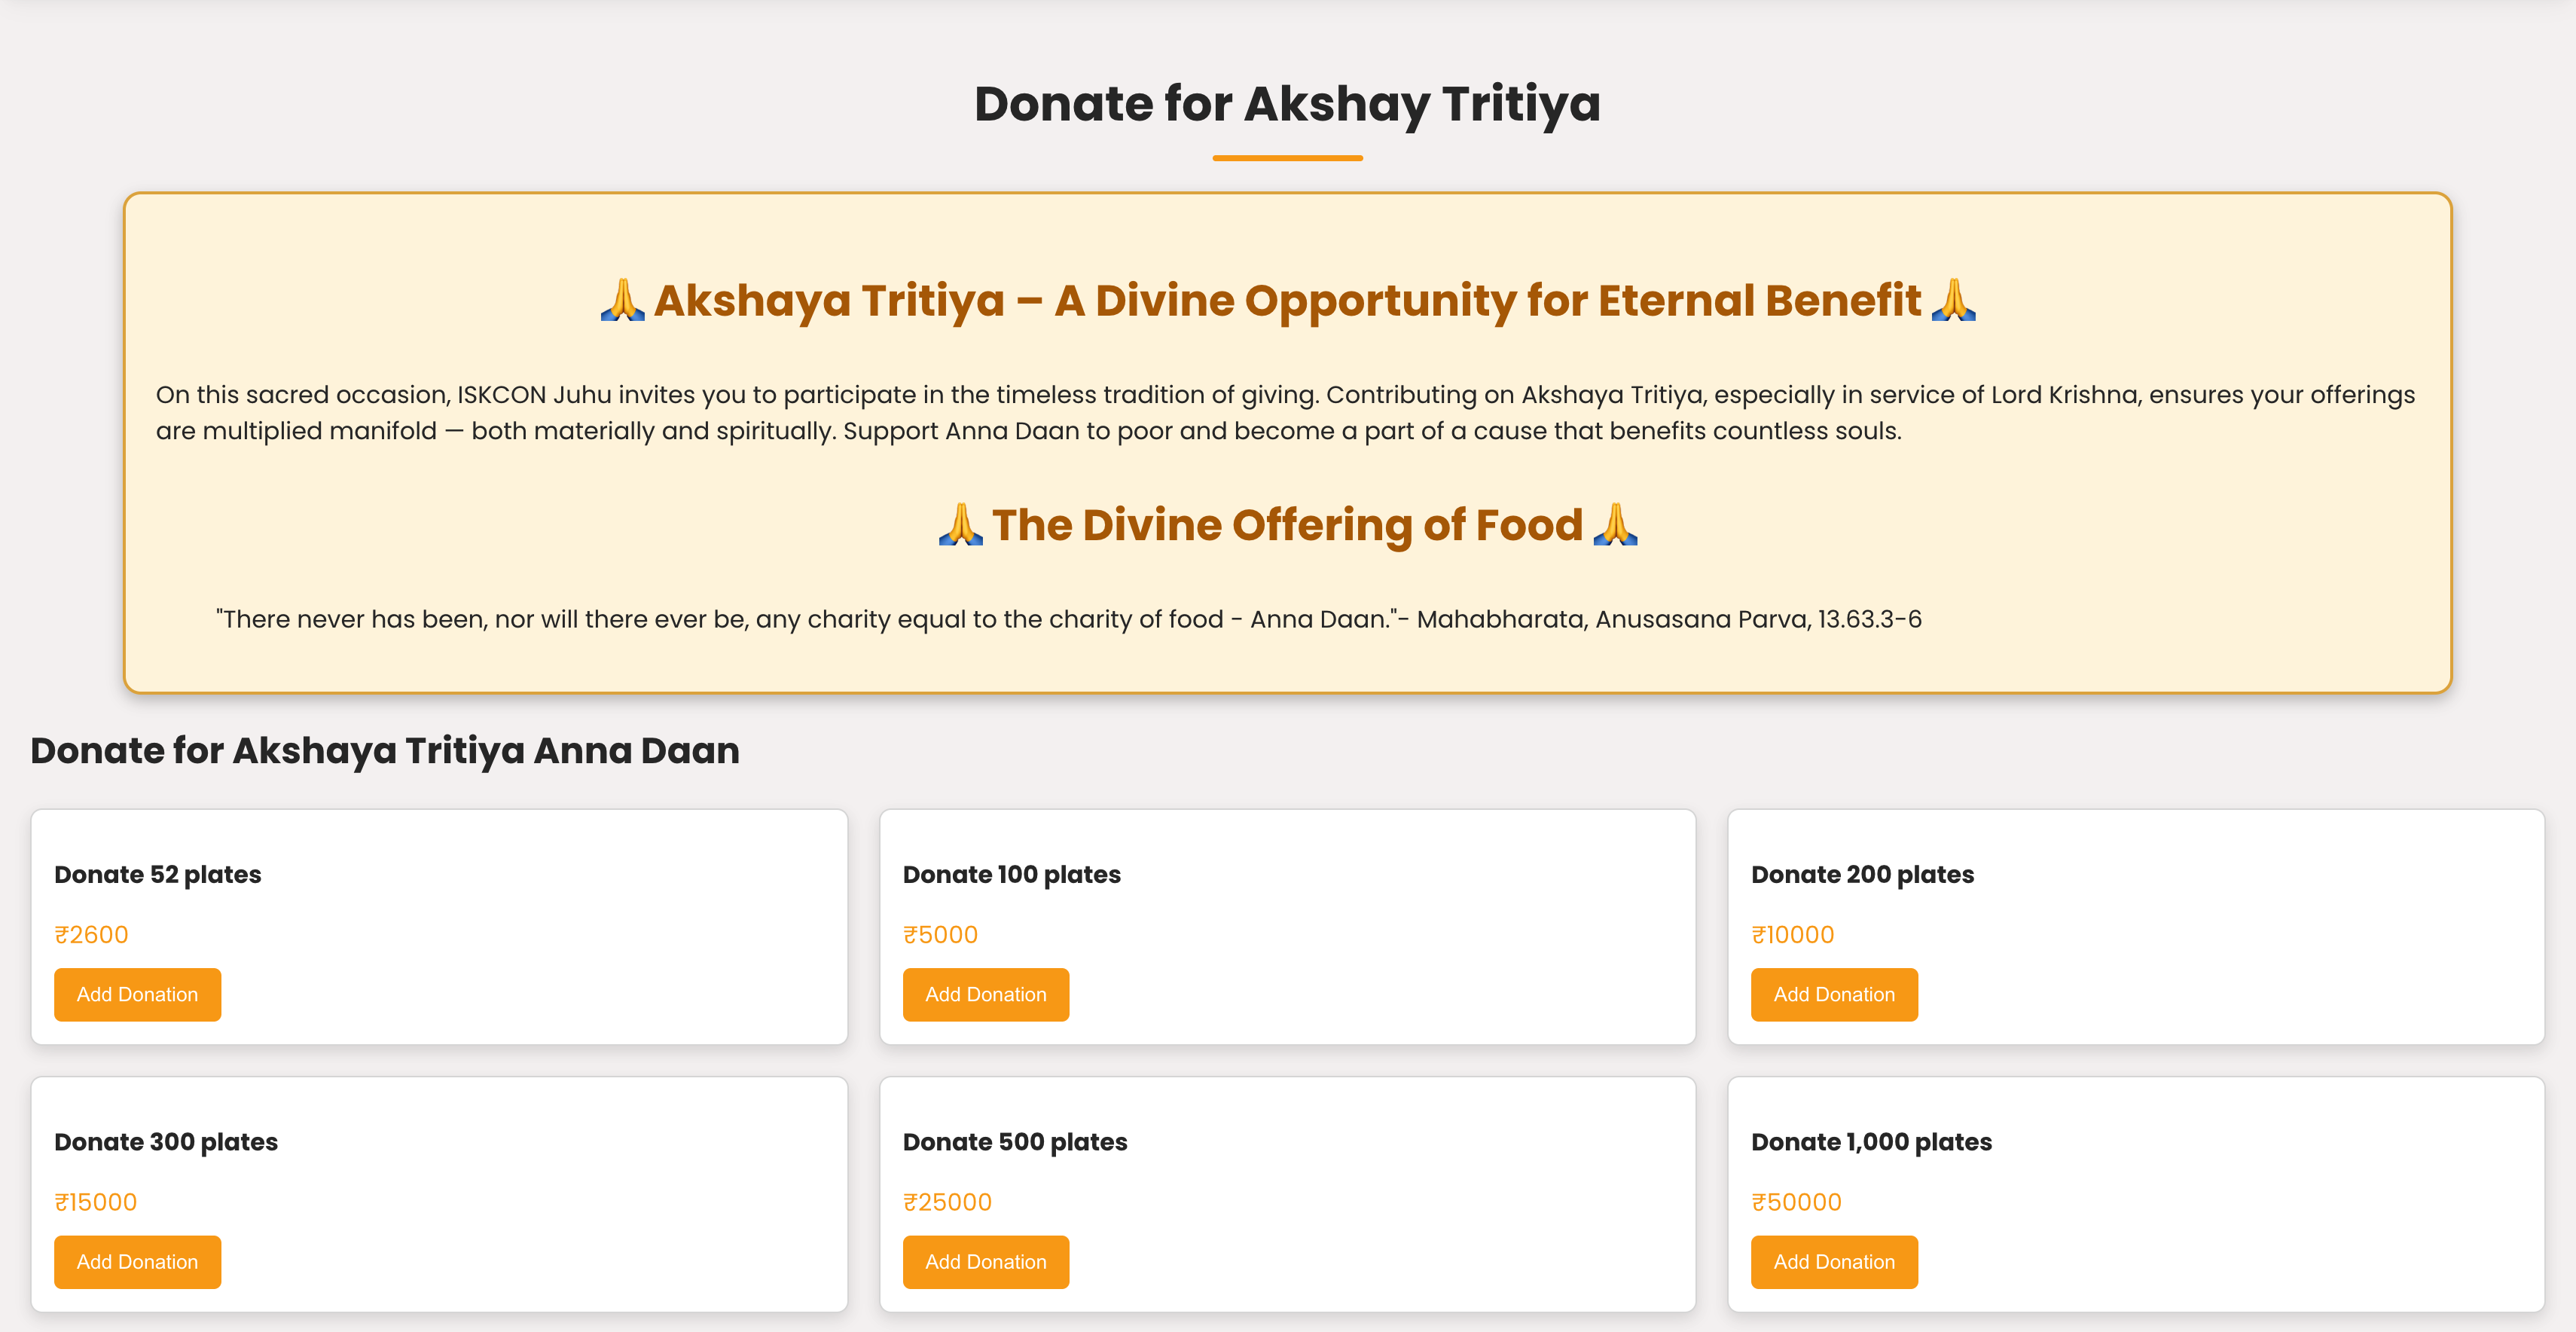 Donate for Akshay Tritiya
🙏 Akshaya Tritiya – A Divine Opportunity for Eternal Benefit 🙏
On this sacred occasion, ISKCON Juhu invites you to participate in the timeless tradition of giving. Contributing on Akshaya Tritiya, especially in service of Lord Krishna, ensures your offerings
are multiplied manifold — both materially and spiritually. Support Anna Daan to poor and become a part of a cause that benefits countless souls.
🙏 The Divine Offering of Food 🙏
"There never has been, nor will there ever be, any charity equal to the charity of food - Anna Daan."- Mahabharata, Anusasana Parva, 13.63.3-6
Donate for Akshaya Tritiya Anna Daan
Donate 52 plates
₹2600
Add Donation
Donate 100 plates
₹5000
Add Donation
Donate 200 plates
₹10000
Add Donation
Donate 300 plates
₹15000
Add Donation
Donate 500 plates
₹25000
Add Donation
Donate 1,000 plates
₹50000
Add Donation